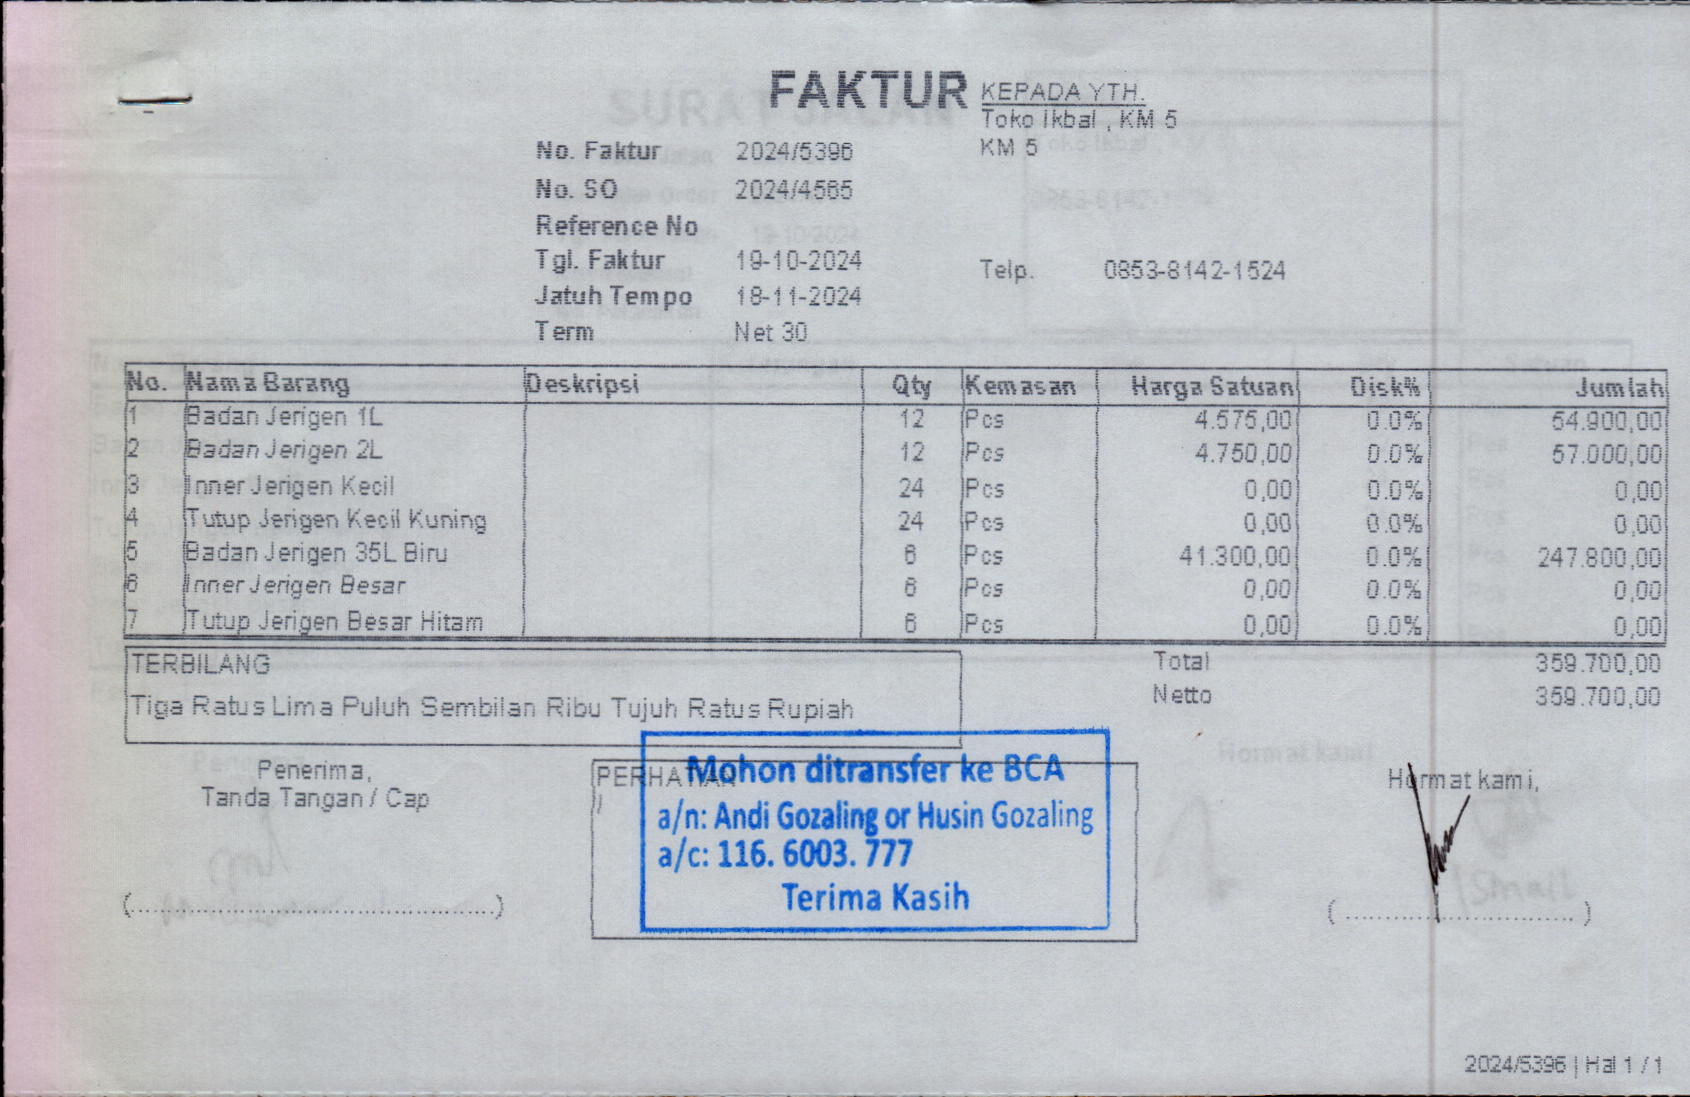 FAKTUR
KEPADA YTH.
Toko Ikbal , KM 5
KM 5
No. Faktur 2024/5396
No. SO 2024/4565
Reference No
Tgl. Faktur 19-10-2024
Jatuh Tempo 18-11-2024
Term Net 30
Telp. 0853-8142-1524
No. Nama Barang Deskripsi Qty Kemasan Harga Satuan Disk% Jumlah
1 Badan Jerigen 1L 12 Pcs 4.575,00 0.0% 54.900,00
2 Badan Jerigen 2L 12 Pcs 4.750,00 0.0% 57.000,00
3 Inner Jerigen Kecil 24 Pcs 0,00 0.0% 0,00
4 Tutup Jerigen Kecil Kuning 24 Pcs 0,00 0.0% 0,00
5 Badan Jerigen 35L Biru 6 Pcs 41.300,00 0.0% 247.800,00
6 Inner Jerigen Besar 6 Pcs 0,00 0.0% 0,00
7 Tutup Jerigen Besar Hitam 6 Pcs 0,00 0.0% 0,00
TERBILANG
Tiga Ratus Lima Puluh Sembilan Ribu Tujuh Ratus Rupiah
Total 359.700,00
Netto 359.700,00
Penerima,
Tanda Tangan / Cap
(................................................)
PERHATIAN
Mohon ditransfer ke BCA
a/n: Andi Gozaling or Husin Gozaling
a/c: 116. 6003. 777
Terima Kasih
Hormat kami,
( .............................. )
2024/5396 | Hal 1 / 1